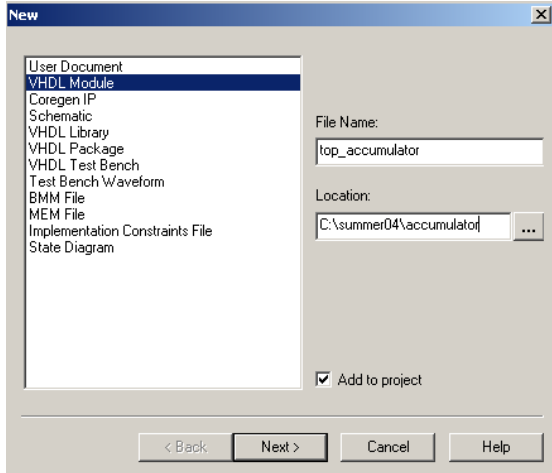 New
User Document
VHDL Module
Coregen IP
Schematic
VHDL Library
VHDL Package
VHDL Test Bench
Test Bench Waveform
BMM File
MEM File
Implementation Constraints File
State Diagram
File Name:
top_accumulator
Location:
C:\summer04\accumulator
...
Add to project
< Back
Next >
Cancel
Help